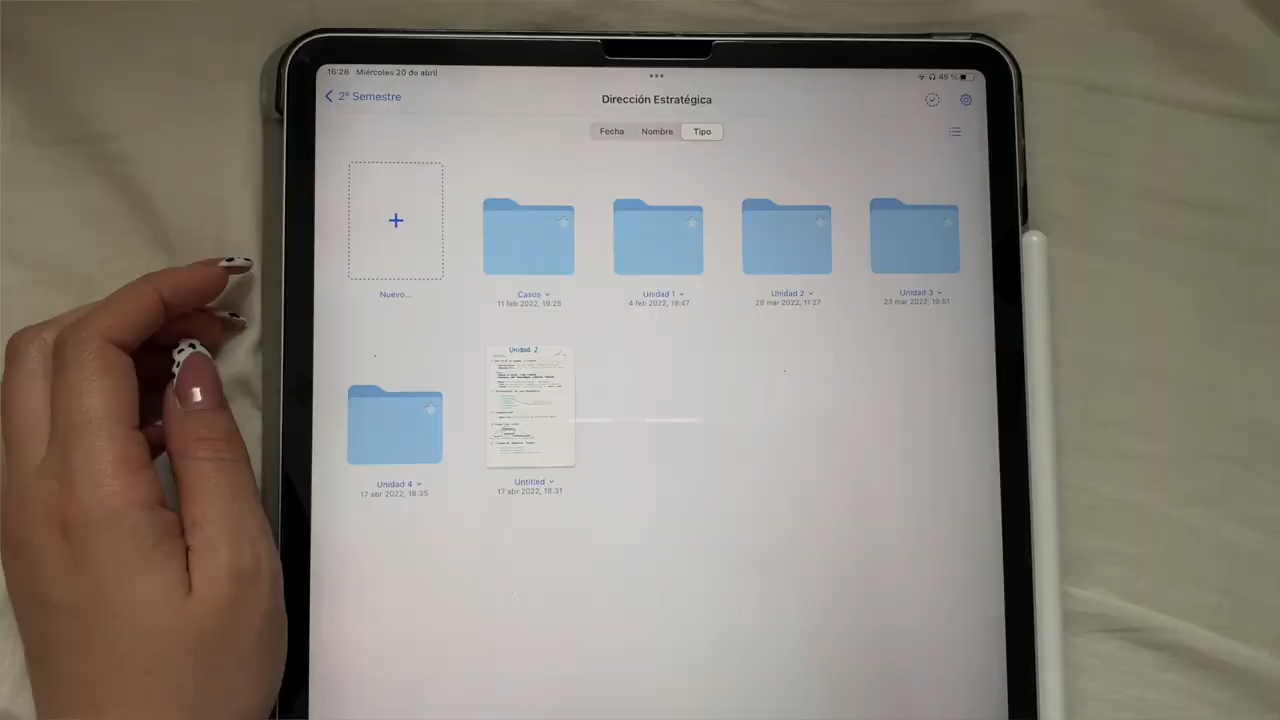 16:26 Miércoles 20 de abril
45 %
2º Semestre
Dirección Estratégica
Fecha Nombre Tipo
Nuevo...
Casos
11 feb 2022, 19:25
Unidad 1
4 feb 2022, 19:47
Unidad 2
28 mar 2022, 11:27
Unidad 3
23 mar 2022, 19:51
Unidad 2
Unidad 4
17 abr 2022, 18:35
Untitled
17 abr 2022, 18:31